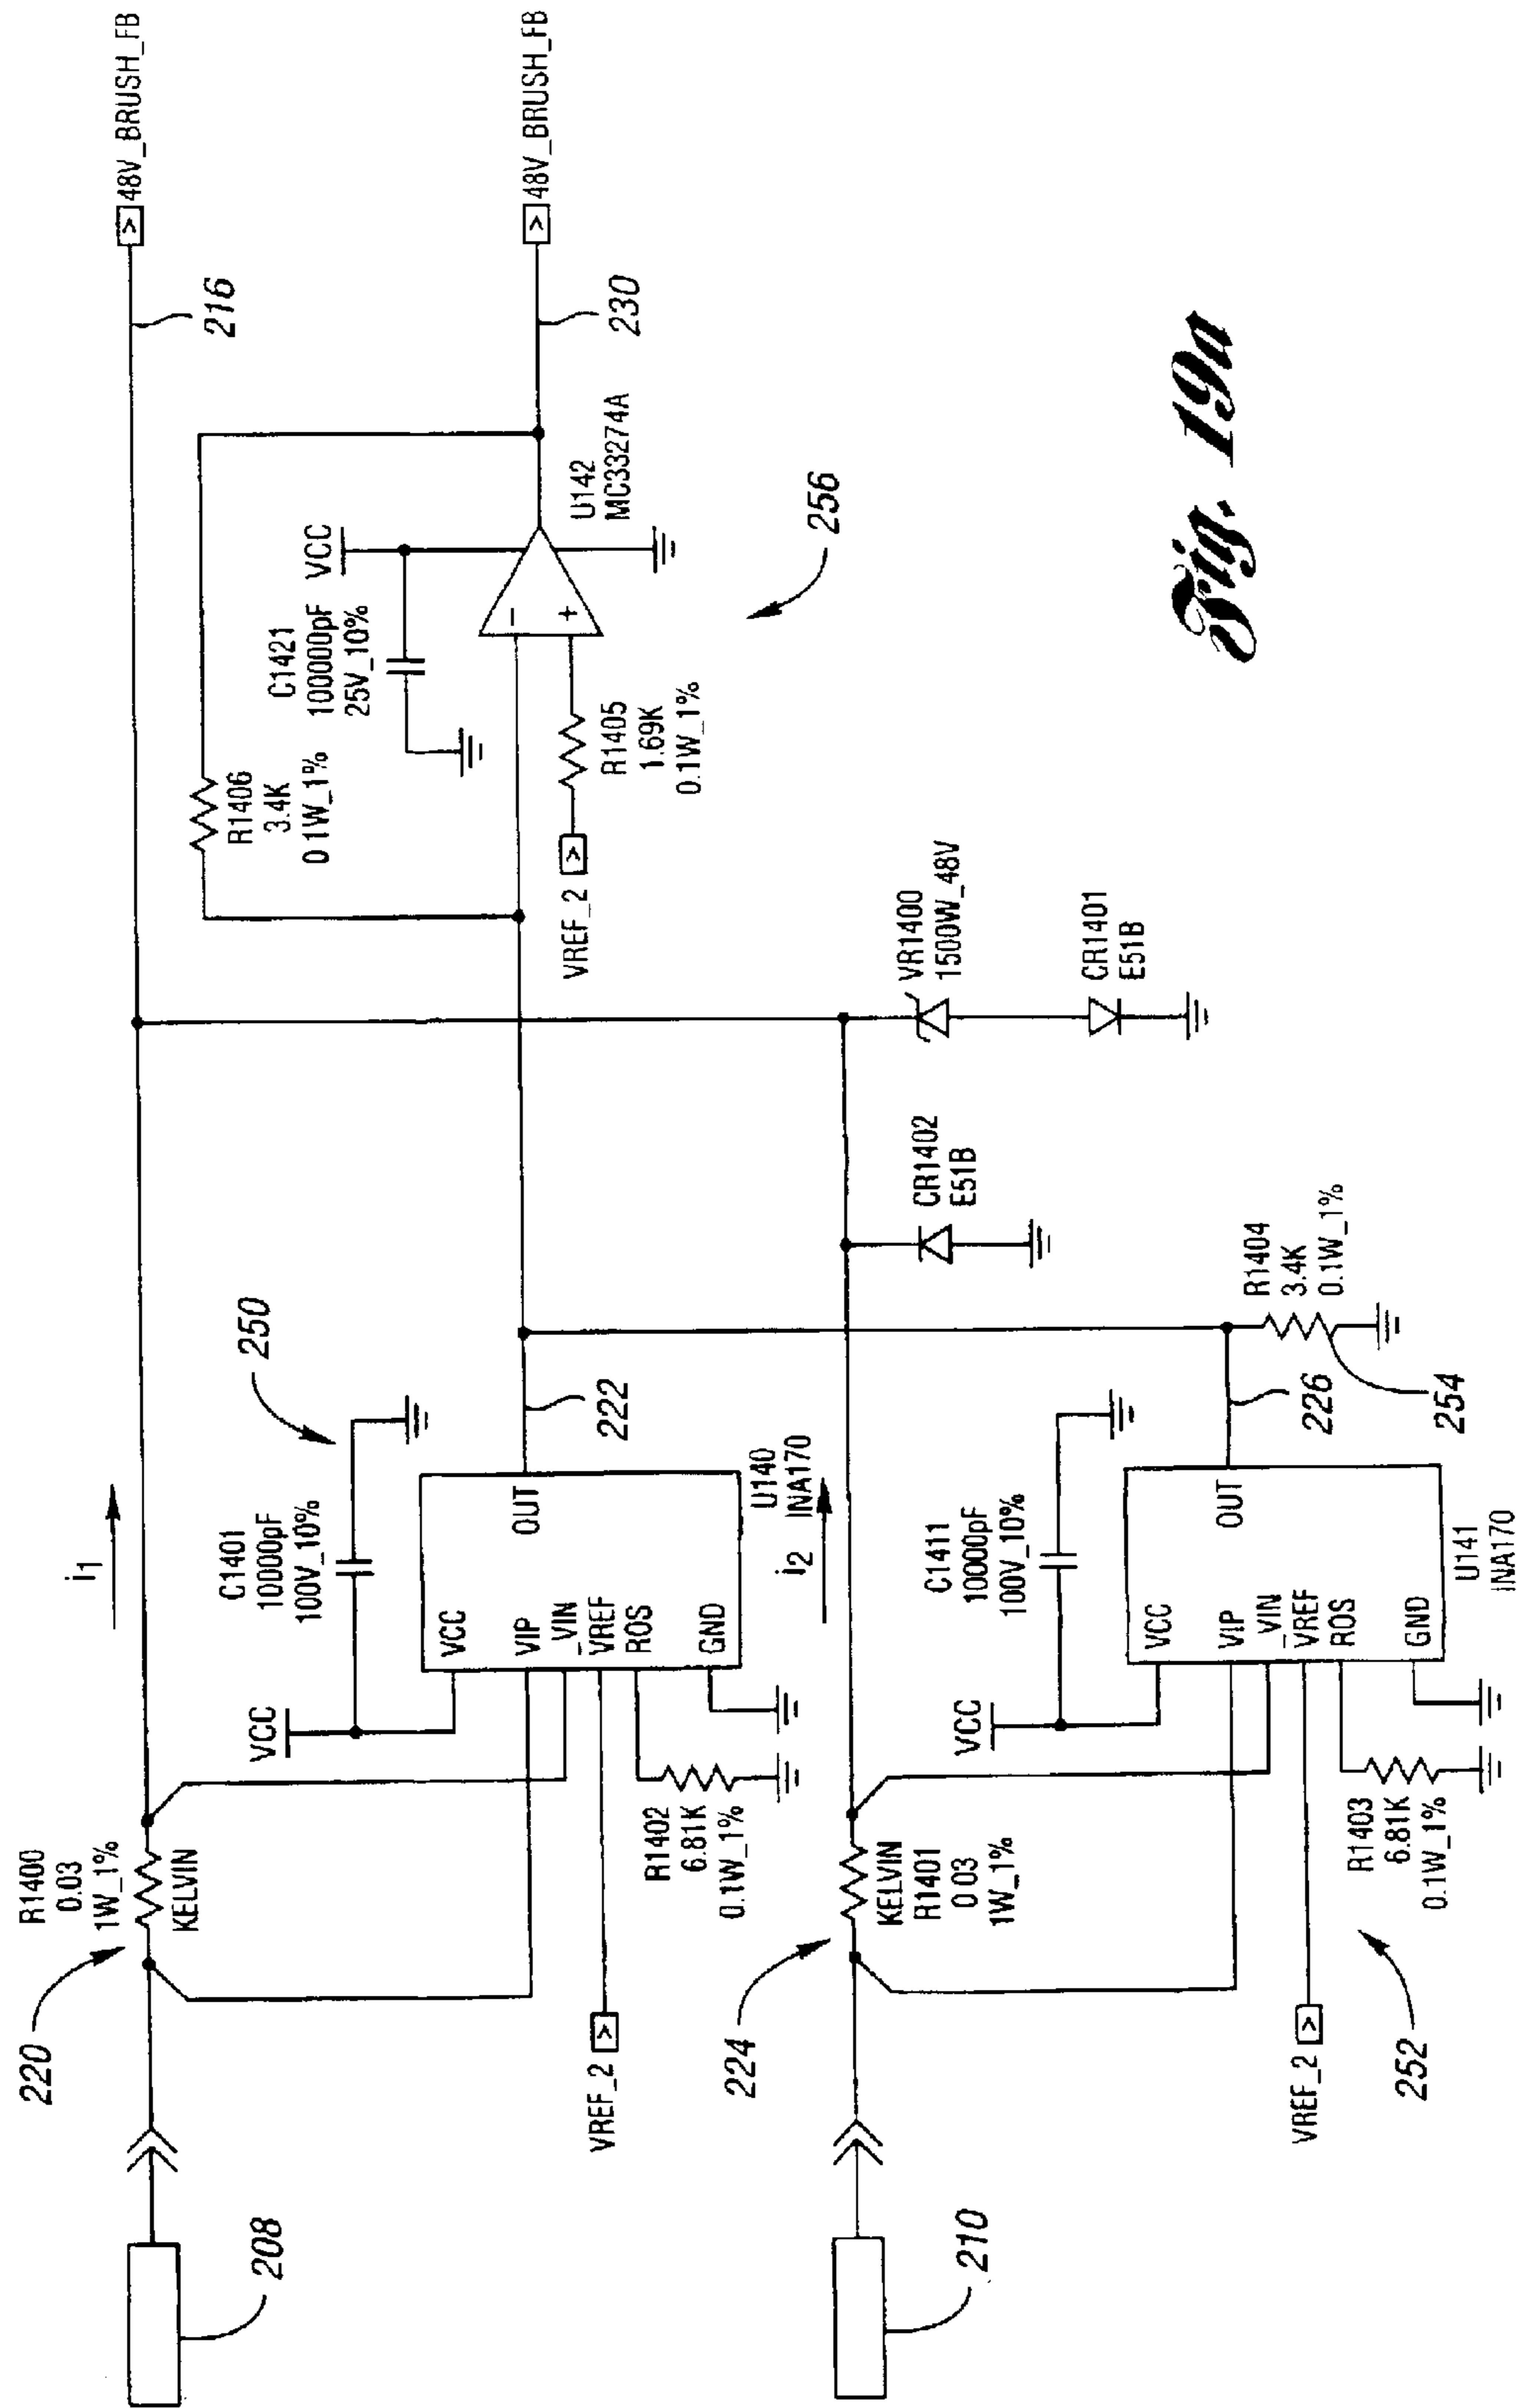 208
220
R1400
0.03
1W_1%
KELVIN
i1
216
48V_BRUSH_FB
VCC
C1401
10000pF
100V_10%
250
VCC
VIP
_VIN
VREF
ROS
GND
OUT
222
U140
INA170
R1402
6.81K
0.1W_1%
VREF_2
R1406
3.4K
0 1W_1%
C1421
100000pF
25V_10%
VCC
-
+
U142
MC33274A
230
48V_BRUSH_FB
VREF_2
R1405
1.69K
0.1W_1%
256
210
224
KELVIN
R1401
0 03
1W_1%
i2
VCC
C1411
10000pF
100V_10%
VCC
VIP
_VIN
VREF
ROS
GND
OUT
226
U141
INA170
R1403
6.81K
0.1W_1%
VREF_2
252
R1404
3.4K
0.1W_1%
254
CR1402
E51B
VR1400
1500W_48V
CR1401
E51B
Fig. 19a